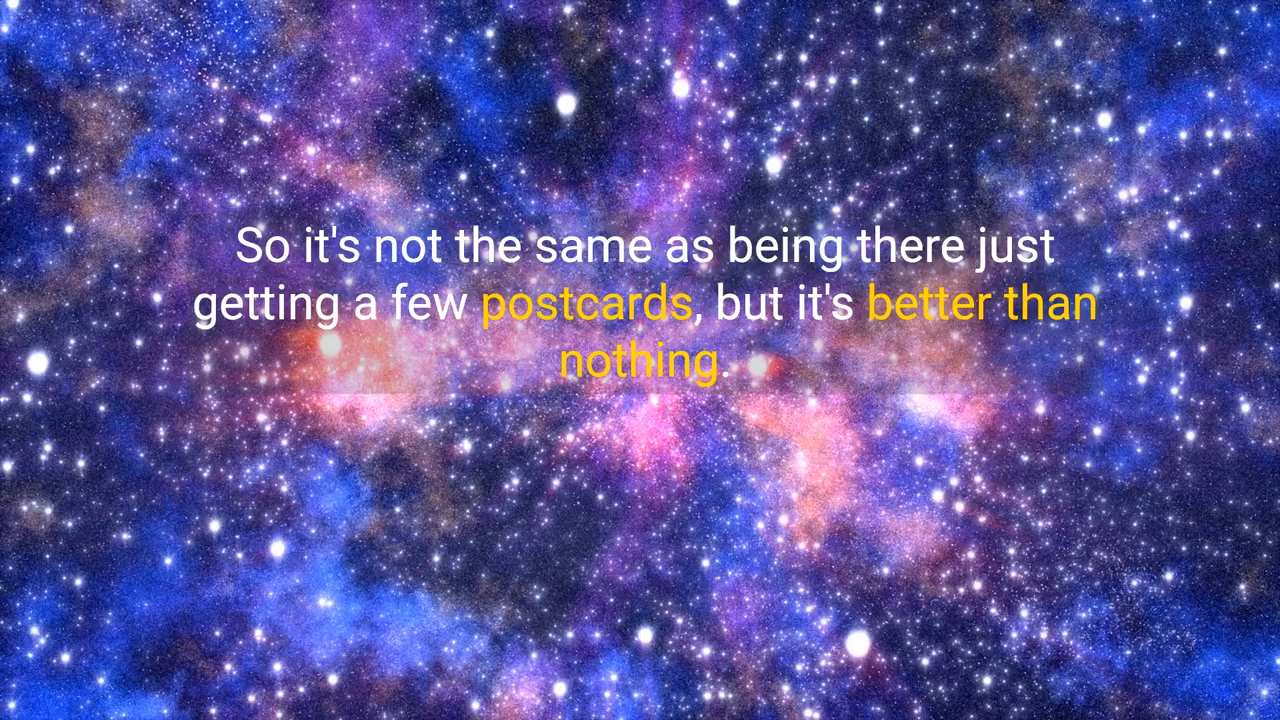 So it's not the same as being there just
getting a few postcards, but it's better than
nothing.